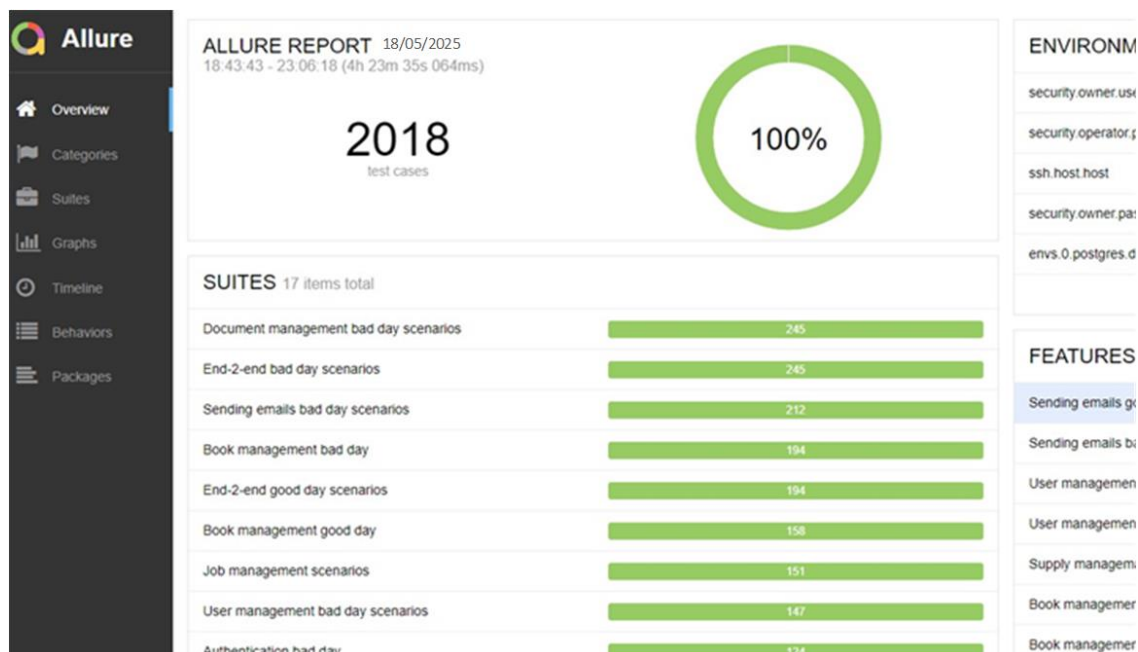 Allure
Overview
Categories
Suites
Graphs
Timeline
Behaviors
Packages
ALLURE REPORT 18/05/2025
18:43:43 - 23:06:18 (4h 23m 35s 064ms)
2018
test cases
100%
SUITES 17 items total
Document management bad day scenarios 245
End-2-end bad day scenarios 245
Sending emails bad day scenarios 212
Book management bad day 194
End-2-end good day scenarios 194
Book management good day 158
Job management scenarios 151
User management bad day scenarios 147
Authentication bad day 124
ENVIRONM
security.owner.use
security.operator.p
ssh.host.host
security.owner.pas
envs.0.postgres.d
FEATURES
Sending emails go
Sending emails ba
User managemen
User managemen
Supply managema
Book managemen
Book managemen